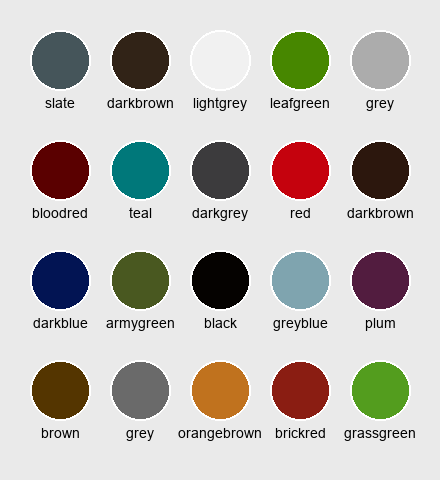 slate darkbrown lightgrey leafgreen grey
bloodred teal darkgrey red darkbrown
darkblue armygreen black greyblue plum
brown grey orangebrown brickred grassgreen